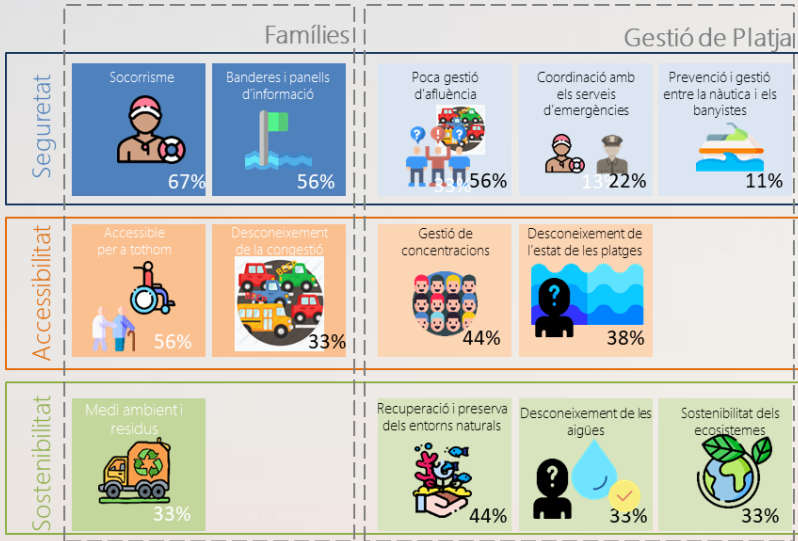 Famílies
Gestió de Platja
Seguretat
Socorrisme
67%
Banderes i panells
d'informació
56%
Poca gestió
d'afluència
33%
56%
Coordinació amb
els serveis
d'emergències
13%
22%
Prevenció i gestió
entre la nàutica i els
banyistes
11%
Accessibilitat
Accessible
per a tothom
56%
Desconeixement
de la congestió
33%
Gestió de
concentracions
44%
Desconeixement de
l'estat de les platges
38%
Sostenibilitat
Medi ambient i
residus
33%
Recuperació i preserva
dels entorns naturals
44%
Desconeixement de les
aigües
33%
Sostenibilitat dels
ecosistemes
33%